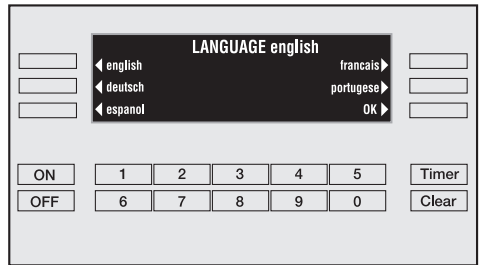 LANGUAGE english
english francais
deutsch portugese
espanol OK
ON 1 2 3 4 5 Timer
OFF 6 7 8 9 0 Clear